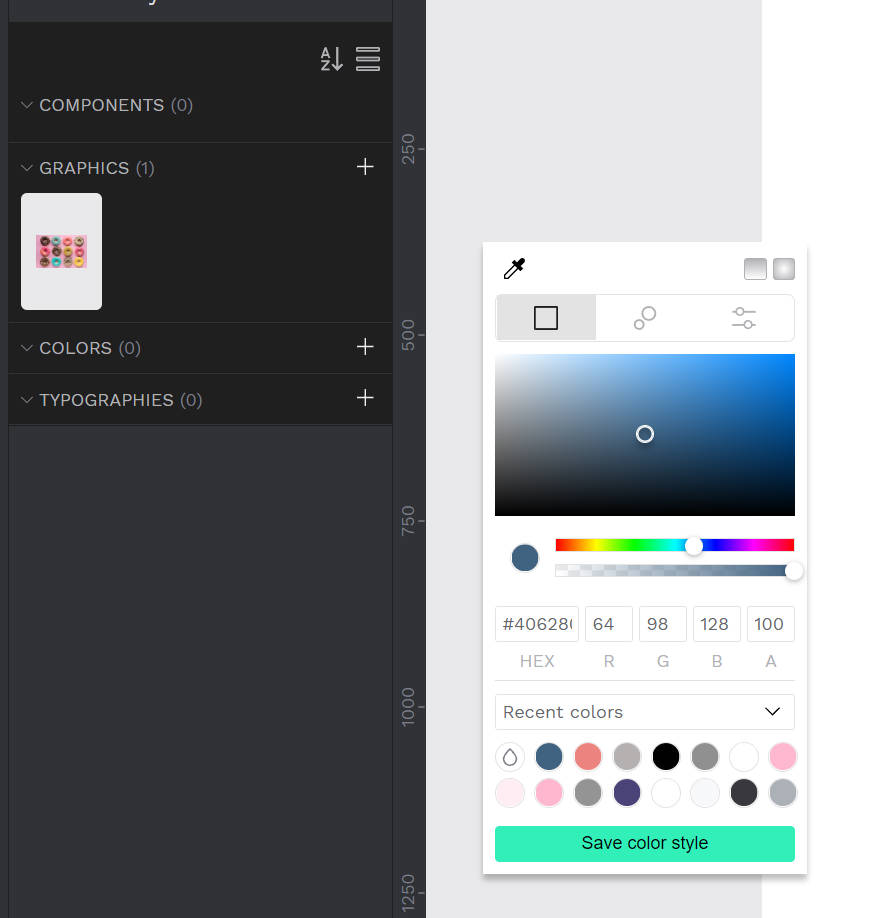 A
Z
COMPONENTS (0)
GRAPHICS (1)
COLORS (0)
TYPOGRAPHIES (0)
250
500
750
1000
1250
#40628
64
98
128
100
HEX
R
G
B
A
Recent colors
Save color style